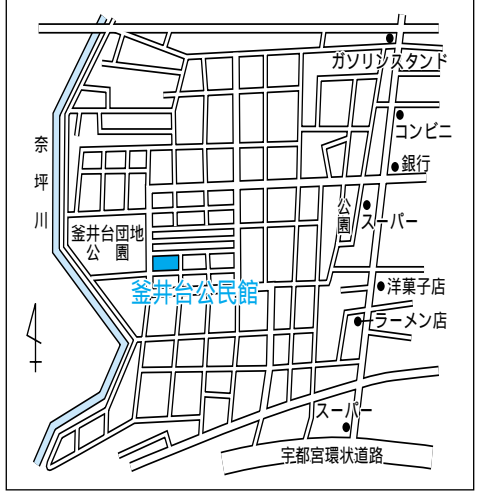 ガソリンスタンド
コンビニ
銀行
奈坪川
公園
スーパー
釜井台団地
公園
釜井台公民館
洋菓子店
ラーメン店
スーパー
宇都宮環状道路